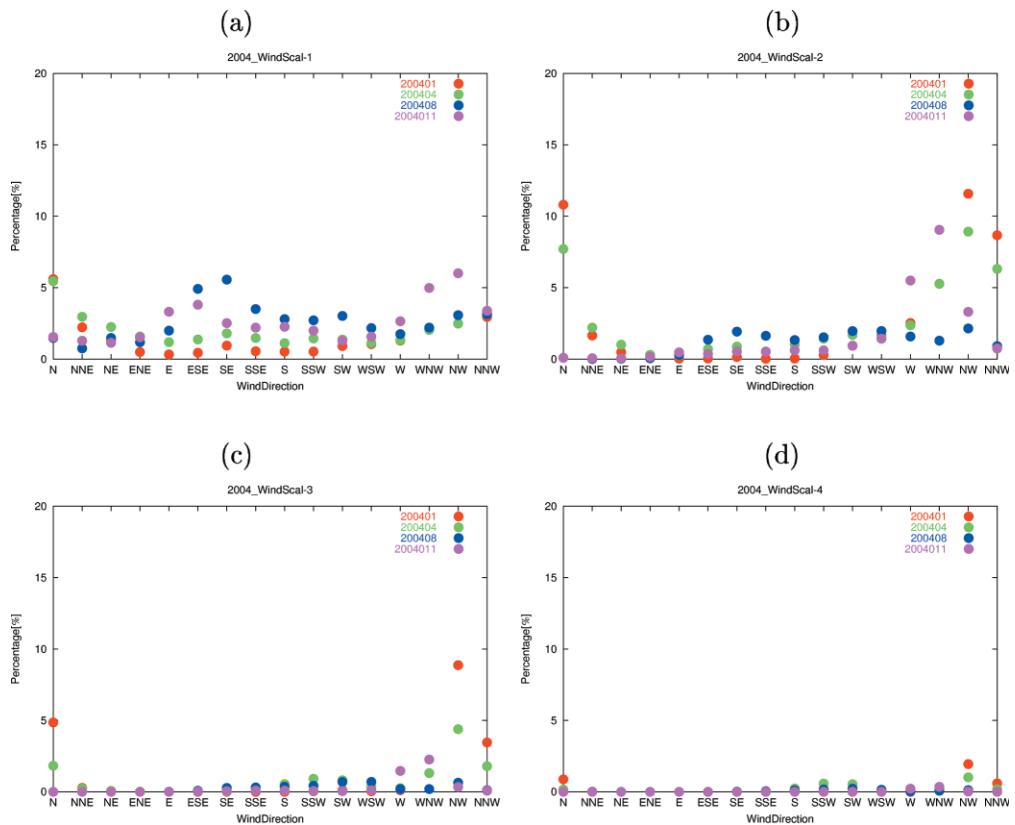 (a)
2004_WindScal-1
20
15
10
5
0
Percentage[%]
200401
200404
200408
2004011
N NNE NE ENE E ESE SE SSE S SSW SW WSW W WNW NW NNW
WindDirection
(b)
2004_WindScal-2
20
15
10
5
0
Percentage[%]
200401
200404
200408
2004011
N NNE NE ENE E ESE SE SSE S SSW SW WSW W WNW NW NNW
WindDirection
(c)
2004_WindScal-3
20
15
10
5
0
Percentage[%]
200401
200404
200408
2004011
N NNE NE ENE E ESE SE SSE S SSW SW WSW W WNW NW NNW
WindDirection
(d)
2004_WindScal-4
20
15
10
5
0
Percentage[%]
200401
200404
200408
2004011
N NNE NE ENE E ESE SE SSE S SSW SW WSW W WNW NW NNW
WindDirection